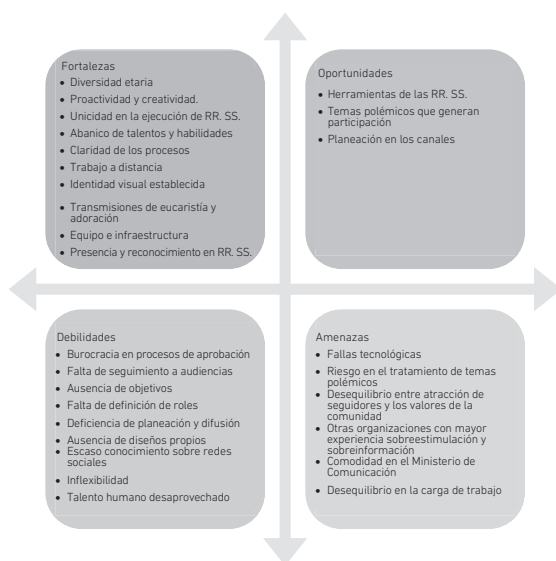 Fortalezas
• Diversidad etaria
• Proactividad y creatividad.
• Unicidad en la ejecución de RR. SS.
• Abanico de talentos y habilidades
• Claridad de los procesos
• Trabajo a distancia
• Identidad visual establecida
• Transmisiones de eucaristía y
adoración
• Equipo e infraestructura
• Presencia y reconocimiento en RR. SS.
Oportunidades
• Herramientas de las RR. SS.
• Temas polémicos que generan
participación
• Planeación en los canales
Debilidades
• Burocracia en procesos de aprobación
• Falta de seguimiento a audiencias
• Ausencia de objetivos
• Falta de definición de roles
• Deficiencia de planeación y difusión
• Ausencia de diseños propios
• Escaso conocimiento sobre redes
sociales
• Inflexibilidad
• Talento humano desaprovechado
Amenazas
• Fallas tecnológicas
• Riesgo en el tratamiento de temas
polémicos
• Desequilibrio entre atracción de
seguidores y los valores de la
comunidad
• Otras organizaciones con mayor
experiencia sobreestimulación y
sobreinformación
• Comodidad en el Ministerio de
Comunicación
• Desequilibrio en la carga de trabajo